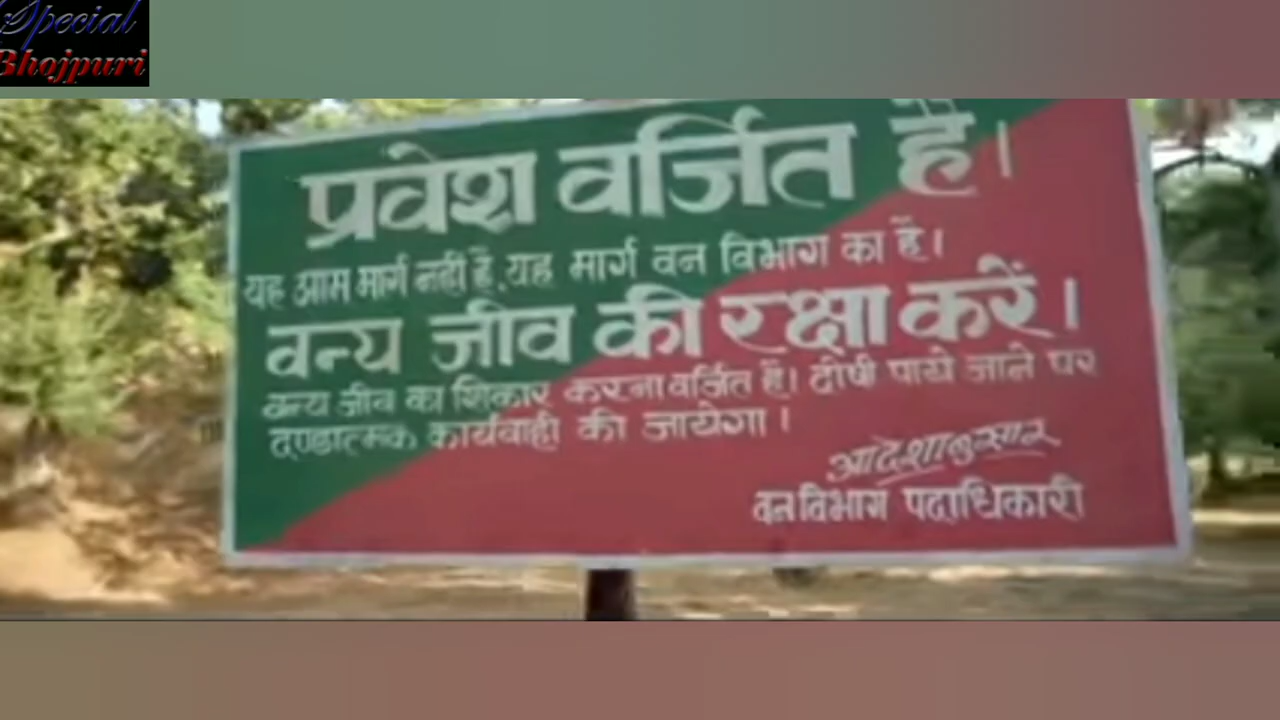 Special
Bhojpuri
प्रवेश वर्जित है।
यह आम मार्ग नहीं है, यह मार्ग वन विभाग का है।
वन्य जीव की रक्षा करें।
वन्य जीव का शिकार करना वर्जित है। दोषी पाये जाने पर
दण्डात्मक कार्यवाही की जायेगा।
आदेशानुसार
वन विभाग पदाधिकारी